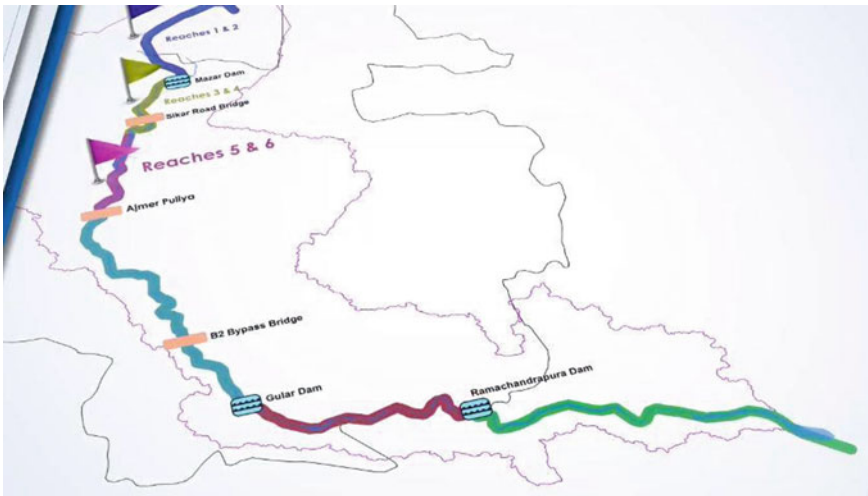 Reaches 1 & 2
Mazar Dam
Reaches 3 & 4
Sikar Road Bridge
Reaches 5 & 6
Ajmer Puliya
B2 Bypass Bridge
Gular Dam
Ramachandrapura Dam